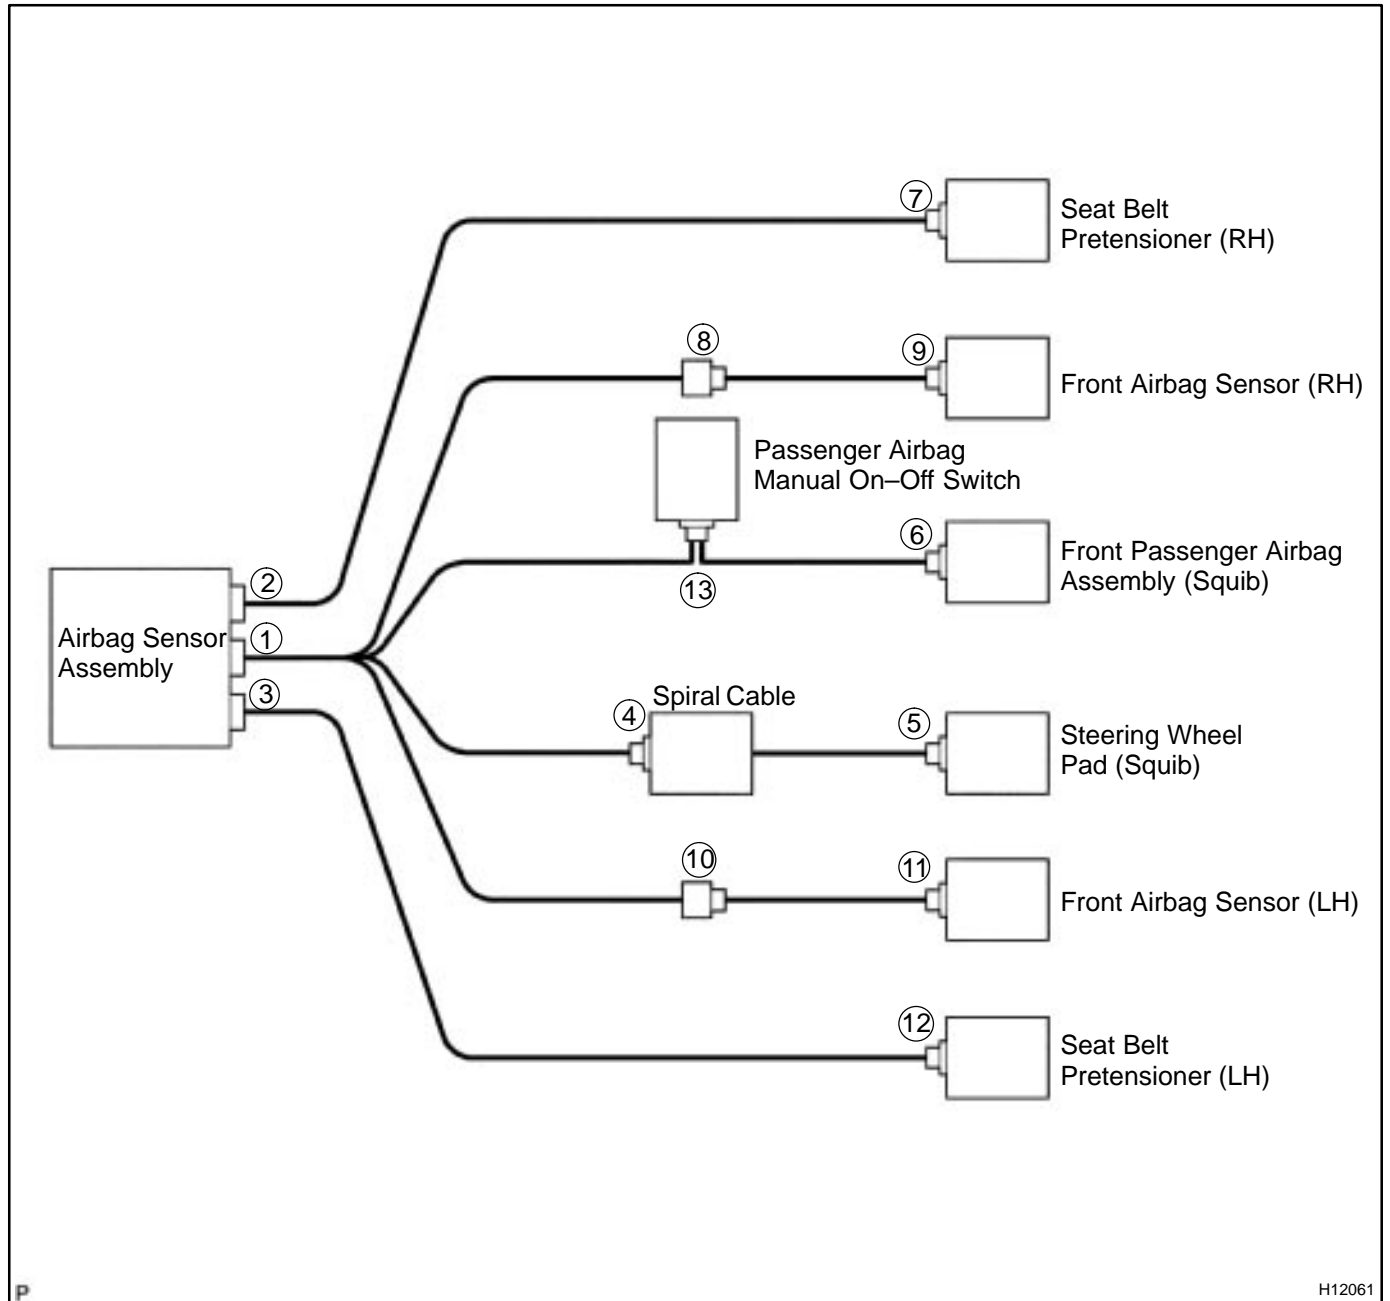 7
Seat Belt
Pretensioner (RH)
8
9
Front Airbag Sensor (RH)
Passenger Airbag
Manual On–Off Switch
6
Front Passenger Airbag
Assembly (Squib)
13
2
1
Airbag Sensor
Assembly
3
Spiral Cable
4
5
Steering Wheel
Pad (Squib)
10
11
Front Airbag Sensor (LH)
12
Seat Belt
Pretensioner (LH)
P
H12061